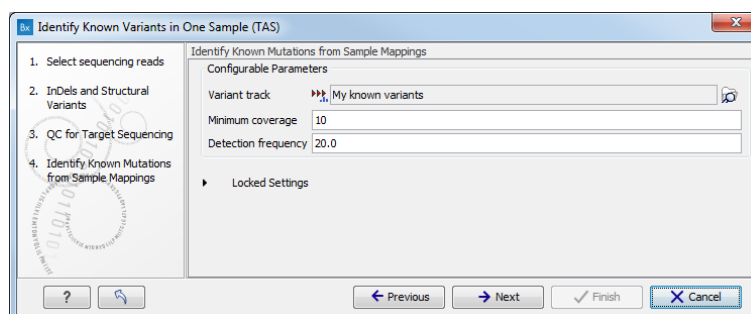 Bx Identify Known Variants in One Sample (TAS)
X
1. Select sequencing reads
2. InDels and Structural
Variants
3. QC for Target Sequencing
4. Identify Known Mutations
from Sample Mappings
Identify Known Mutations from Sample Mappings
Configurable Parameters
Variant track My known variants
Minimum coverage 10
Detection frequency 20.0
Locked Settings
?
Previous
Next
Finish
Cancel